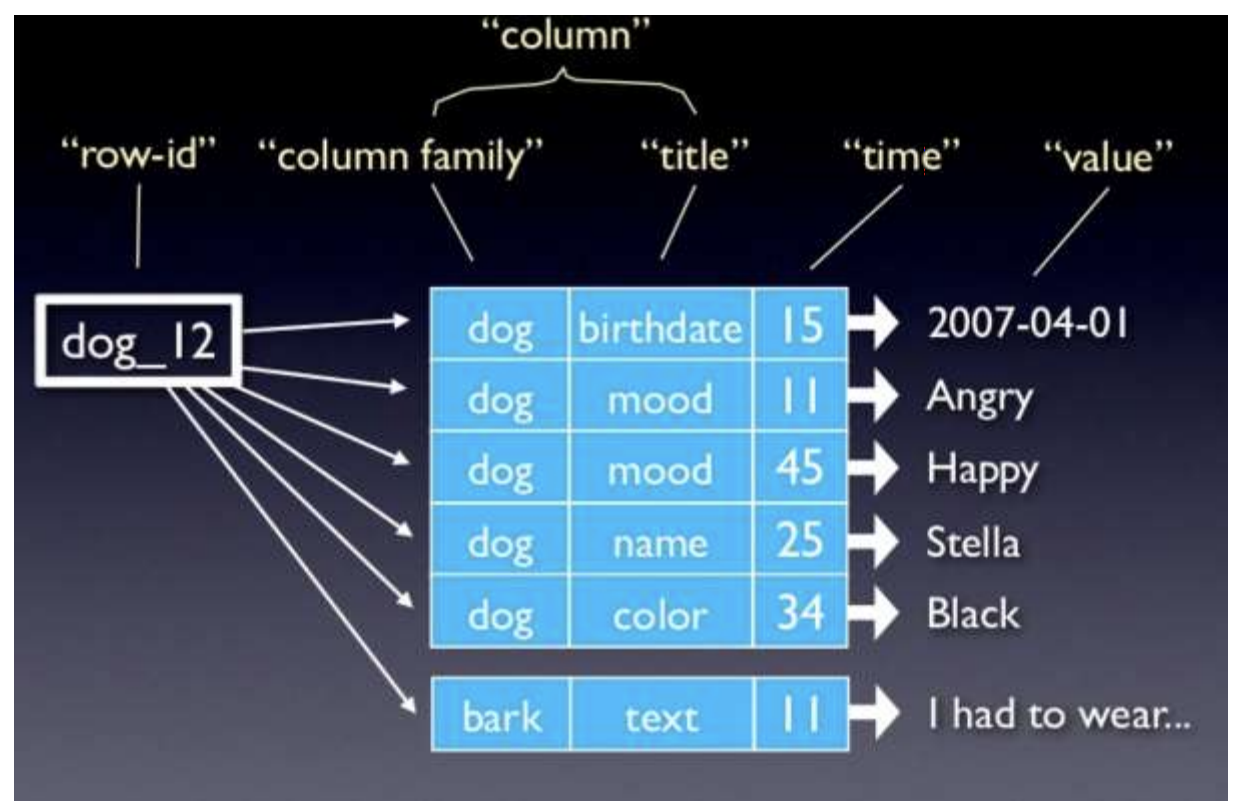 “column”
“row-id” “column family” “title” “time” “value”
dog_12
dog birthdate 15 2007-04-01
dog mood 11 Angry
dog mood 45 Happy
dog name 25 Stella
dog color 34 Black
bark text 11 I had to wear...